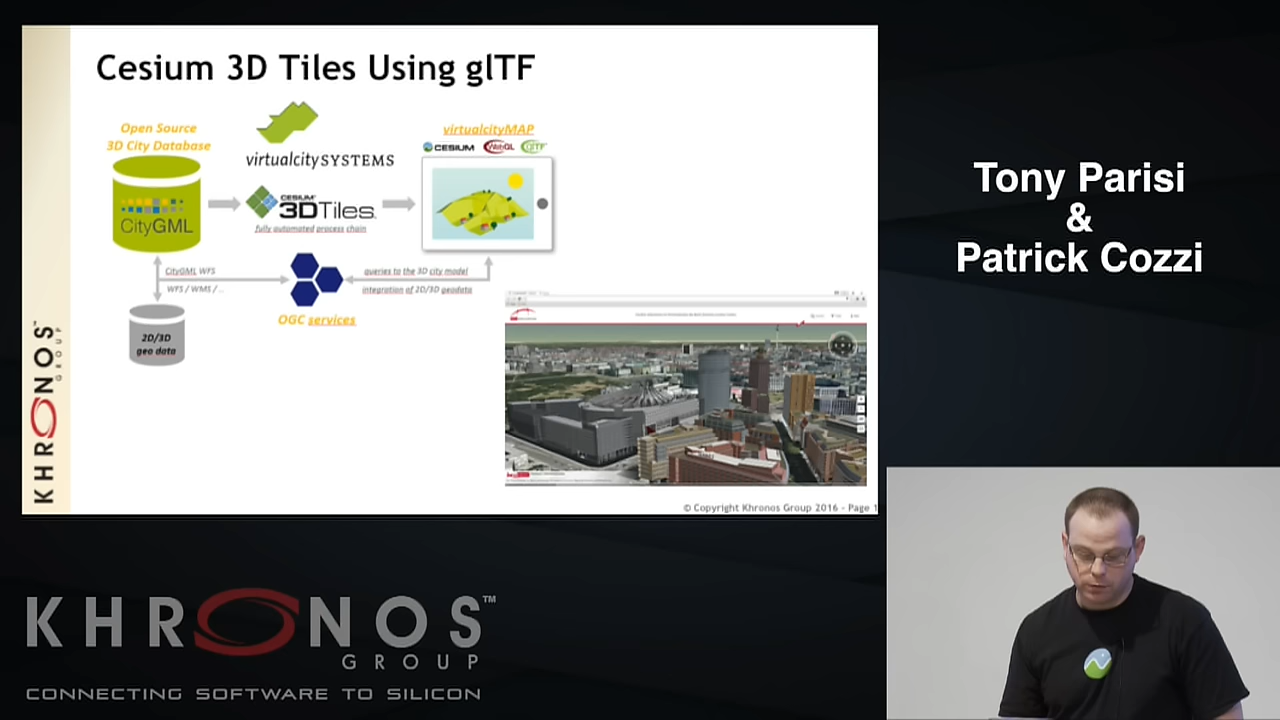 Cesium 3D Tiles Using glTF
Open Source
3D City Database
virtualcitySYSTEMS
virtualcityMAP
CESIUM WebGL glTF
CityGML
CESIUM
3DTiles
fully automated process chain
CityGML WFS
WFS / WMS / ...
queries to the 3D city model
integration of 2D/3D geodata
OGC services
2D/3D
geo data
KHRONOS™
GROUP
© Copyright Khronos Group 2016 - Page 1
Tony Parisi
&
Patrick Cozzi
KHRONOS™
GROUP
CONNECTING SOFTWARE TO SILICON